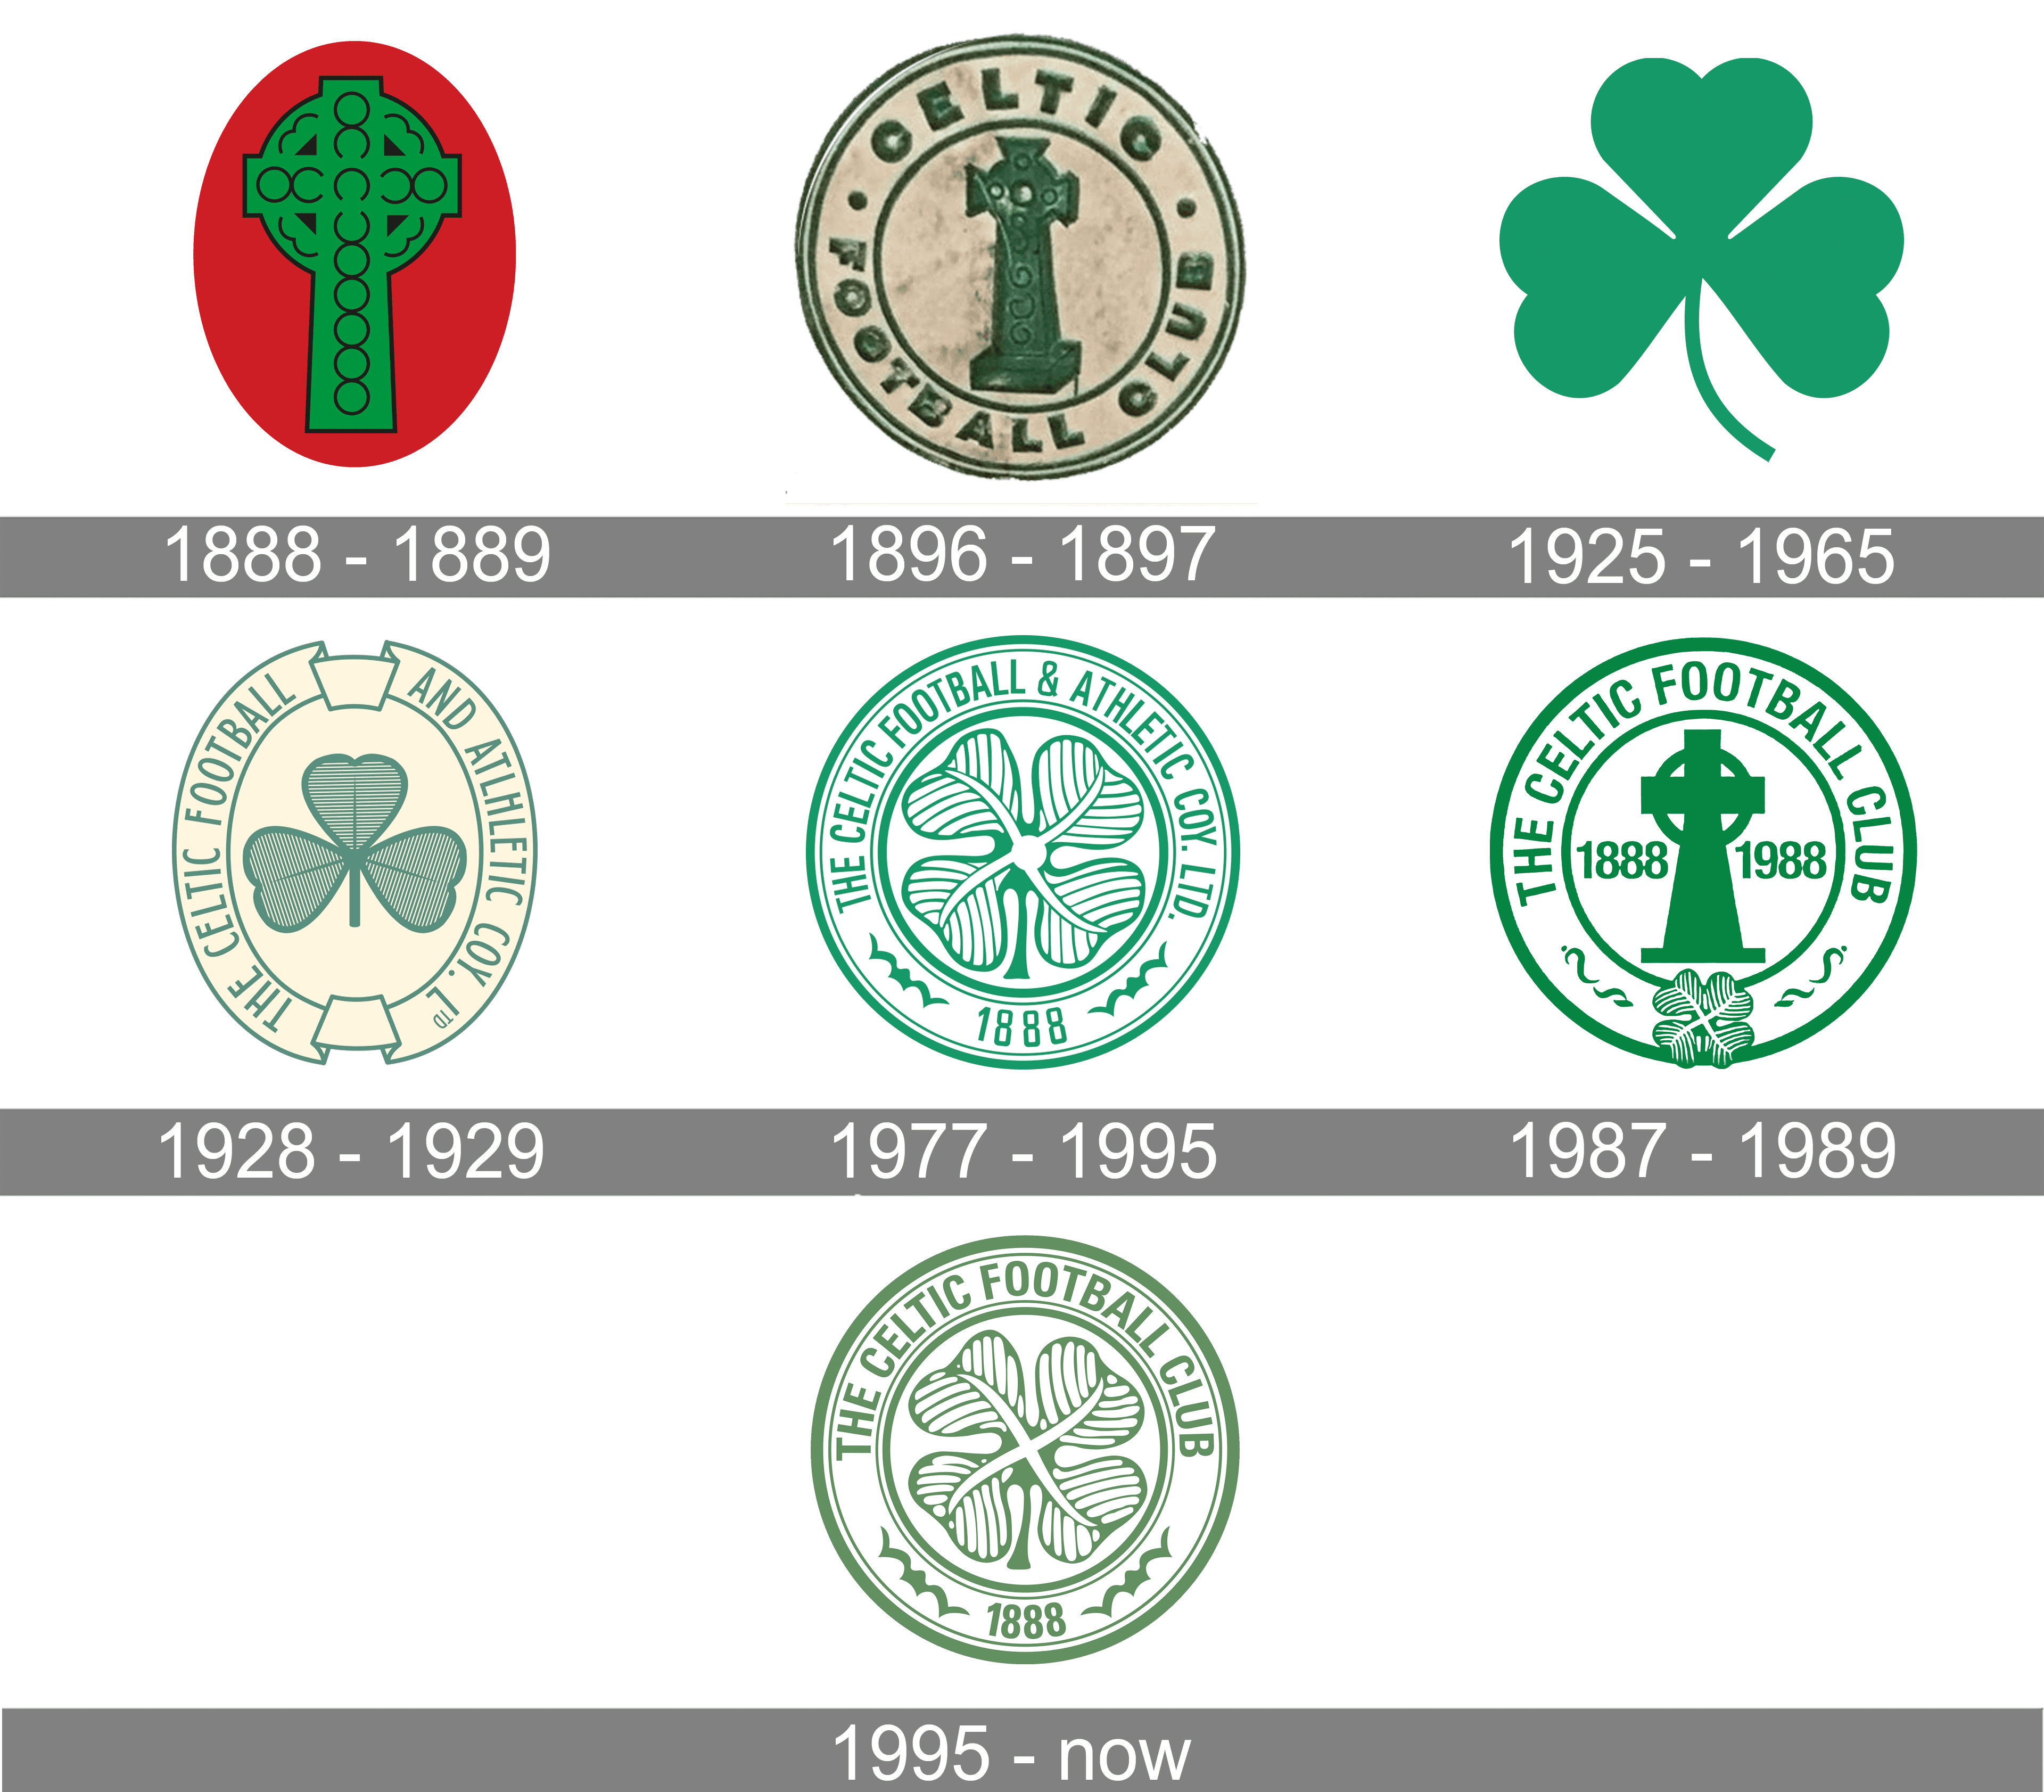 CELTIC
FOOTBALL CLUB
1888 - 1889
1896 - 1897
1925 - 1965
THE CELTIC FOOTBALL
AND ATHLETIC COY. LTD
THE CELTIC FOOTBALL & ATHLETIC COY. LTD.
1888
THE CELTIC FOOTBALL CLUB
1888 1988
1928 - 1929
1977 - 1995
1987 - 1989
THE CELTIC FOOTBALL CLUB
1888
1995 - now